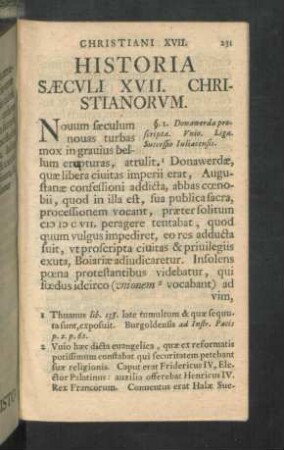 CHRISTIANI XVII. 231
HISTORIA
SÆCVLI XVII. CHRI-
STIANORVM.
Nouum sæculum
nouas turbas
mox in grauius bel-
§. 1. Donawerda pro-
scripta. Vnio. Liga.
Successio Iuliacensis.
lum erupturas, attulit.¹ Donawerdæ,
quæ libera ciuitas imperii erat, Augu-
stanæ confessioni addicta, abbas cœno-
bii, quod in illa est, sua publica sacra,
processionem vocant, præter solitum
CIƆ IƆ C VII. peragere tentabat, quod
quum vulgus impediret, eo res adducta
fuit, vt proscripta ciuitas & priuilegiis
exuta, Boiariæ adiudicaretur. Insolens
pœna protestantibus videbatur, qui
fœdus idcirco (vnionem² vocabant) ad
vim,
1 Thuanus lib. 138. late tumultum & quæ sequu-
ta sunt, exposuit. Burgoldensis ad Instr. Pacis
p. 2. p. 61.
2 Vnio hæc dicta euangelica, quæ ex reformatis
potissimum constabat qui securitatem petebant
suæ religionis. Caput erat Fridericus IV, Ele-
ctor Palatinus: auxilia offerebat Henricus IV.
Rex Francorum. Conuentus erat Halæ Sue-